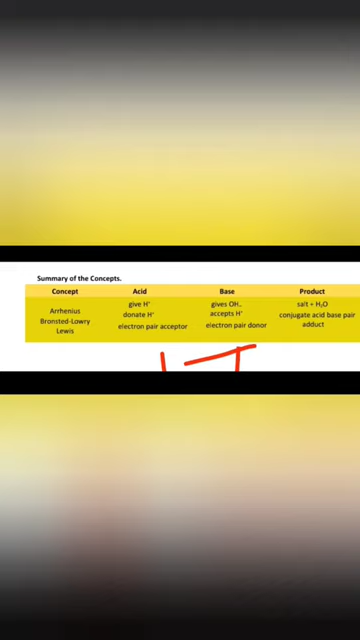 Summary of the Concepts.
Concept Acid Base Product
Arrhenius give H⁺ gives OH.. salt + H₂O
Bronsted-Lowry donate H⁺ accepts H⁺ conjugate acid base pair
Lewis electron pair acceptor electron pair donor adduct